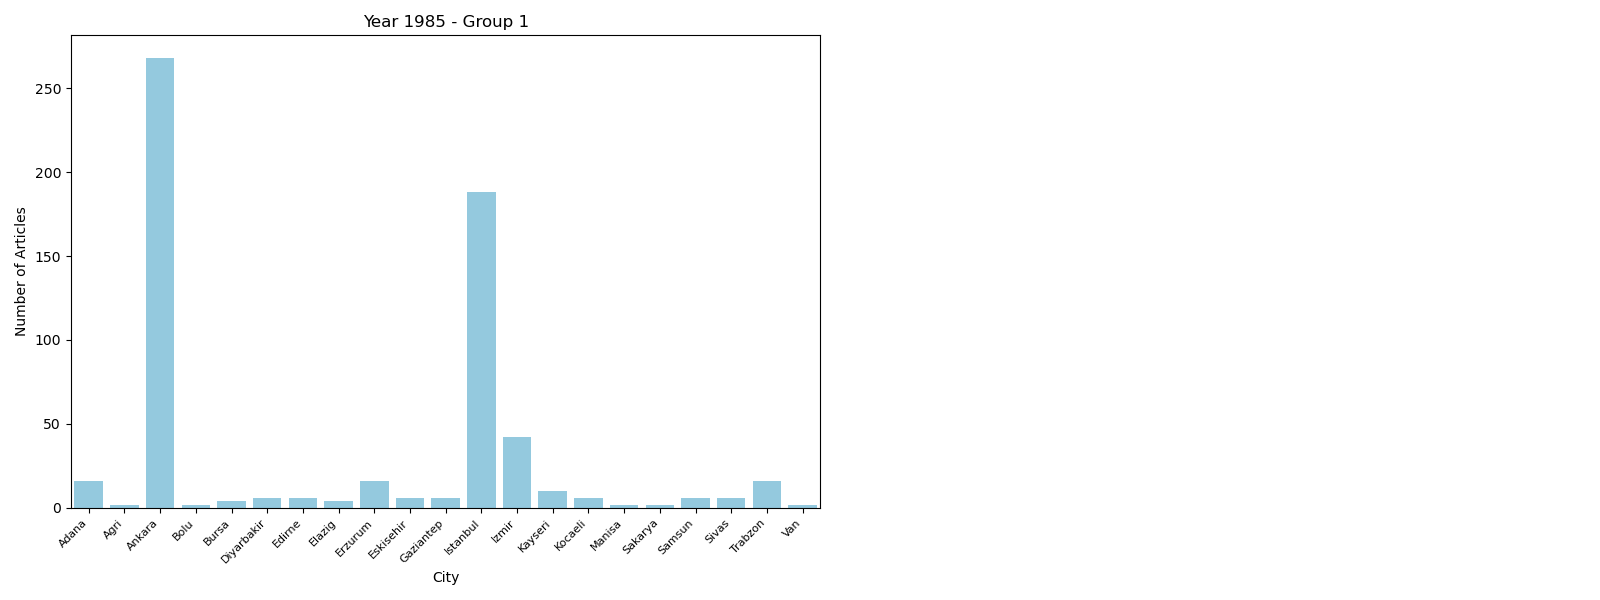 Year 1985 - Group 1
Number of Articles
250
200
150
100
50
0
Adana
Agri
Ankara
Bolu
Bursa
Diyarbakir
Edirne
Elazig
Erzurum
Eskisehir
Gaziantep
Istanbul
Izmir
Kayseri
Kocaeli
Manisa
Sakarya
Samsun
Sivas
Trabzon
Van
City